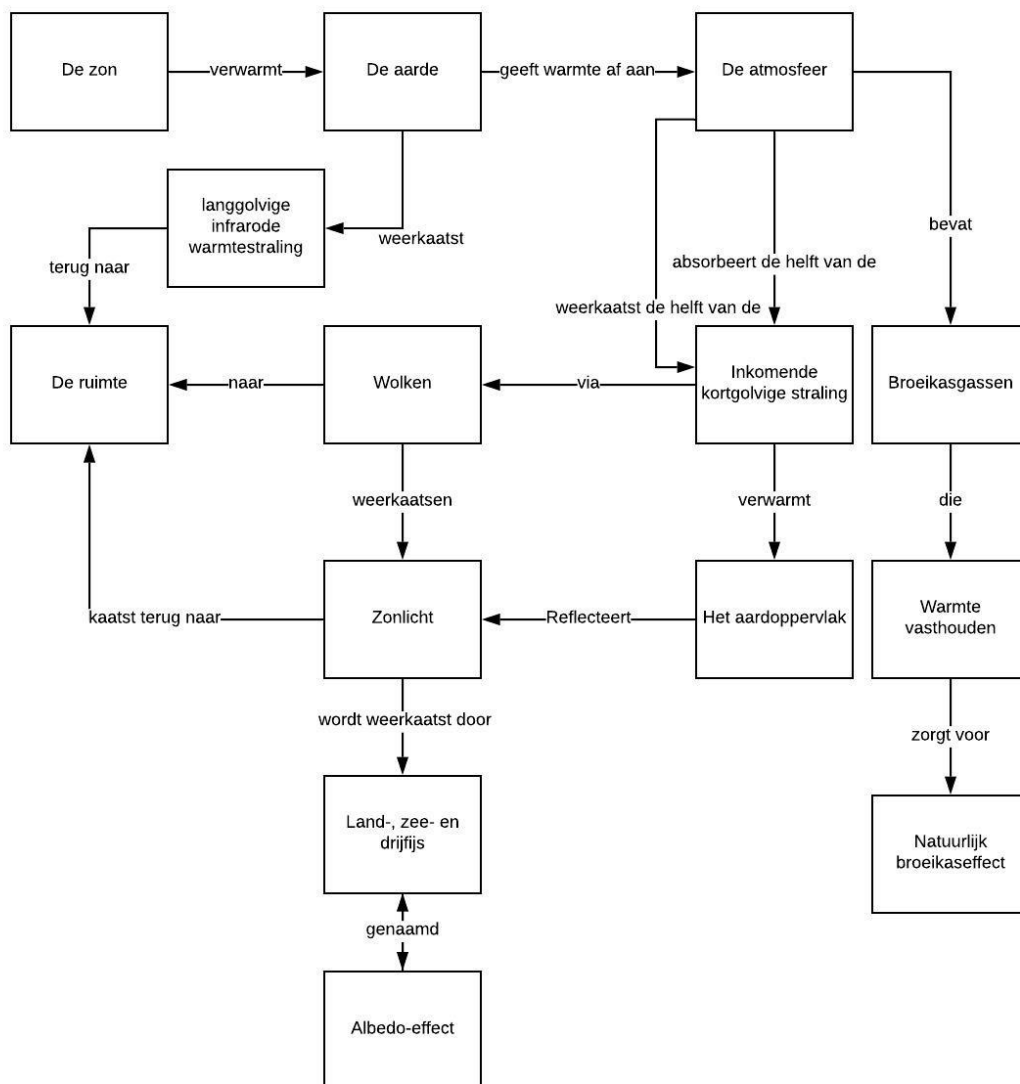 De zon
verwarmt
De aarde
geeft warmte af aan
De atmosfeer
langgolvige
infrarode
warmtestraling
weerkaatst
bevat
terug naar
absorbeert de helft van de
weerkaatst de helft van de
De ruimte
naar
Wolken
via
Inkomende
kortgolvige straling
Broeikasgassen
weerkaatsen
verwarmt
die
kaatst terug naar
Zonlicht
Reflecteert
Het aardoppervlak
Warmte
vasthouden
wordt weerkaatst door
zorgt voor
Land-, zee- en
drijfijs
Natuurlijk
broeikaseffect
genaamd
Albedo-effect